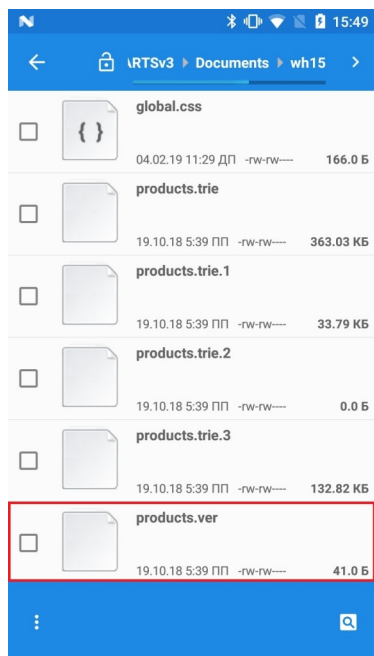 15:49
ARTSv3 Documents wh15
global.css
{ }
04.02.19 11:29 ДП -rw-rw---- 166.0 Б
products.trie
19.10.18 5:39 ПП -rw-rw---- 363.03 КБ
products.trie.1
19.10.18 5:39 ПП -rw-rw---- 33.79 КБ
products.trie.2
19.10.18 5:39 ПП -rw-rw---- 0.0 Б
products.trie.3
19.10.18 5:39 ПП -rw-rw---- 132.82 КБ
products.ver
19.10.18 5:39 ПП -rw-rw---- 41.0 Б